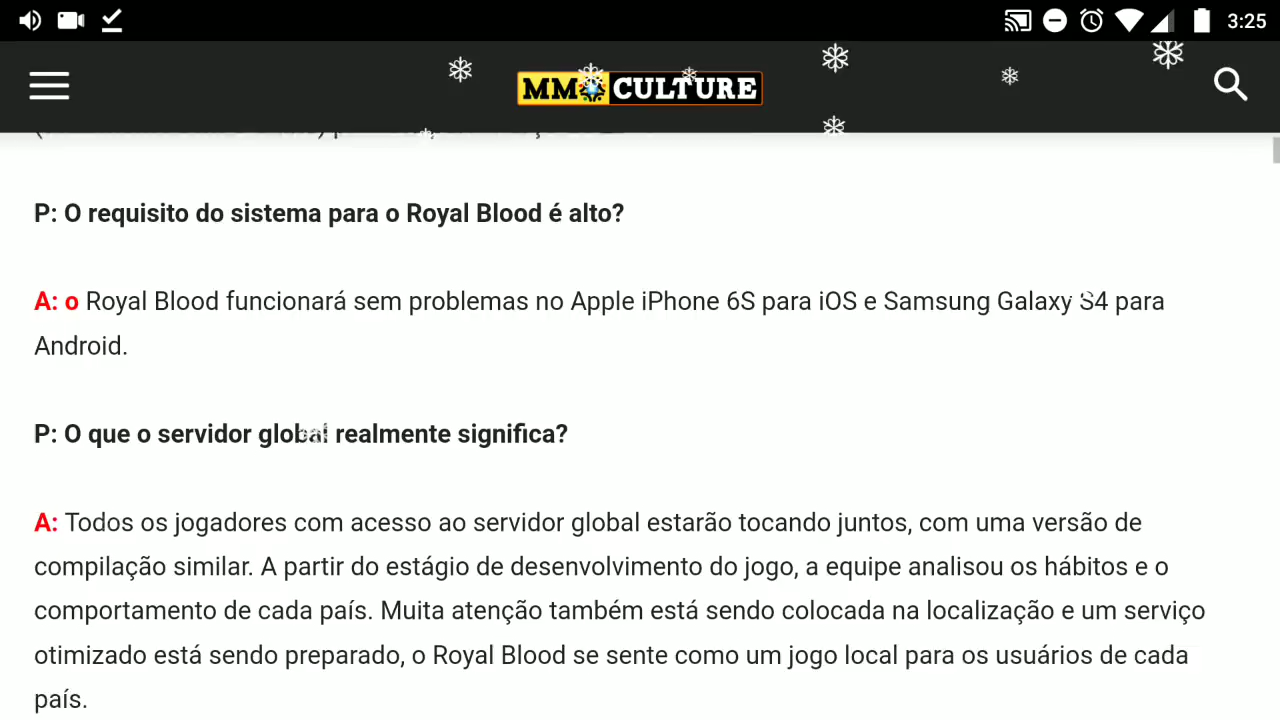 3:25
MMOCULTURE
P: O requisito do sistema para o Royal Blood é alto?
A: o Royal Blood funcionará sem problemas no Apple iPhone 6S para iOS e Samsung Galaxy S4 para
Android.
P: O que o servidor global realmente significa?
A: Todos os jogadores com acesso ao servidor global estarão tocando juntos, com uma versão de
compilação similar. A partir do estágio de desenvolvimento do jogo, a equipe analisou os hábitos e o
comportamento de cada país. Muita atenção também está sendo colocada na localização e um serviço
otimizado está sendo preparado, o Royal Blood se sente como um jogo local para os usuários de cada
país.